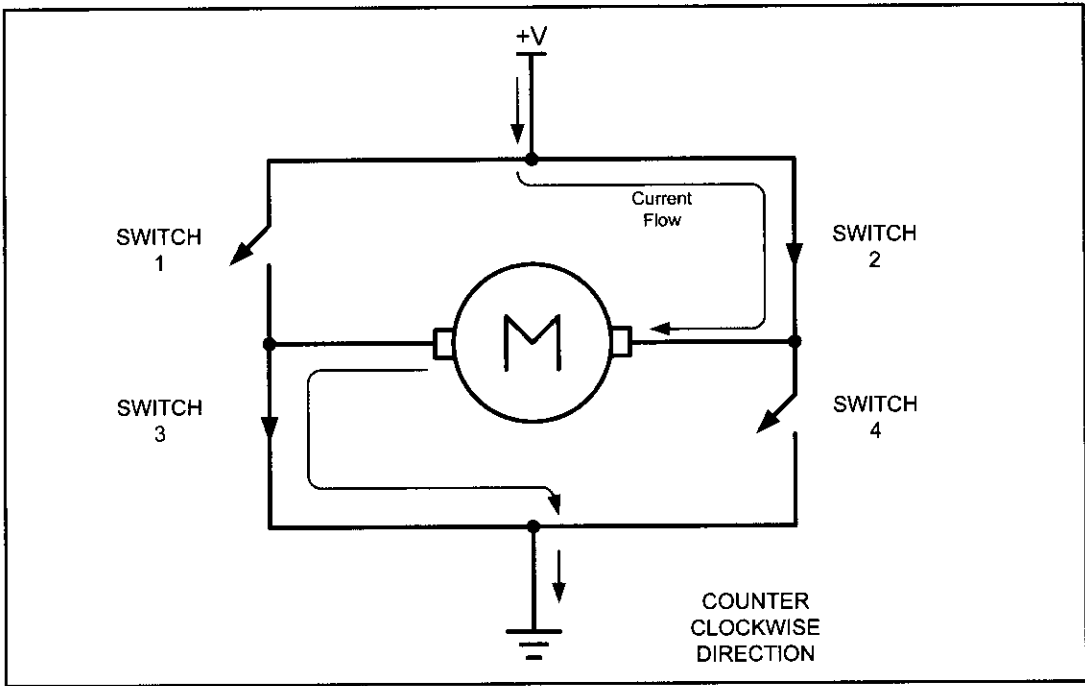 +V
Current
Flow
SWITCH
1
SWITCH
2
M
SWITCH
3
SWITCH
4
COUNTER
CLOCKWISE
DIRECTION